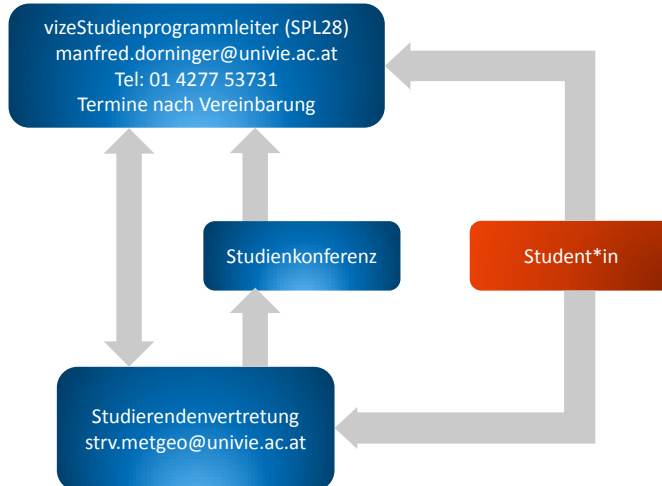 vizeStudienprogrammleiter (SPL28)
manfred.dorninger@univie.ac.at
Tel: 01 4277 53731
Termine nach Vereinbarung
Studienkonferenz
Student*in
Studierendenvertretung
strv.metgeo@univie.ac.at